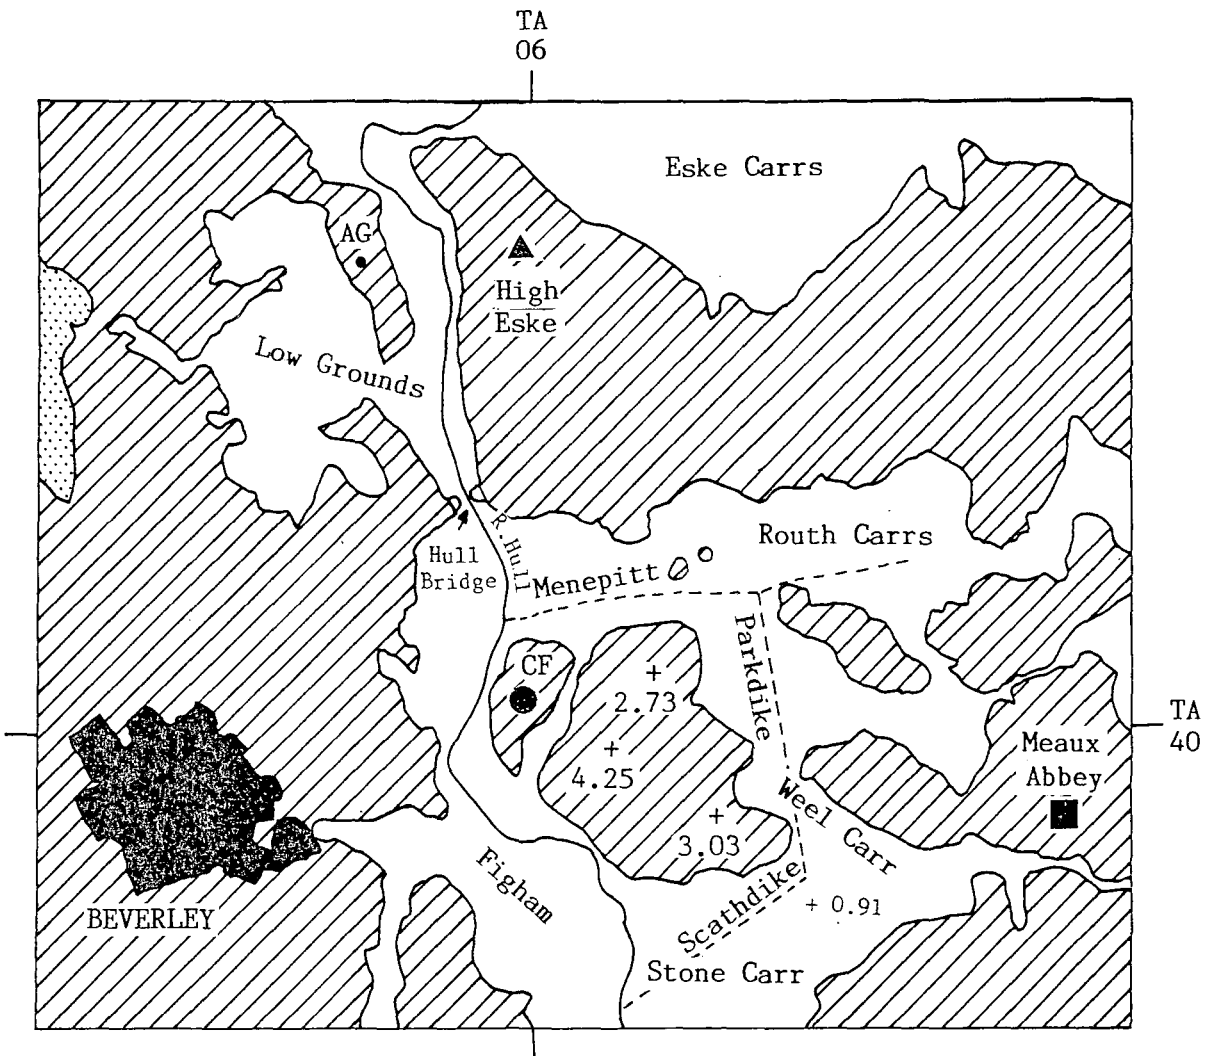 TA
06
Eske Carrs
AG
High
Eske
Low Grounds
R. Hull
Routh Carrs
Hull
Bridge
Menepitt
Parkdike
CF
+
2.73
TA
40
+
4.25
Meaux
Abbey
Weel Carr
+
3.03
Figham
Scathdike
+ 0.91
BEVERLEY
Stone Carr